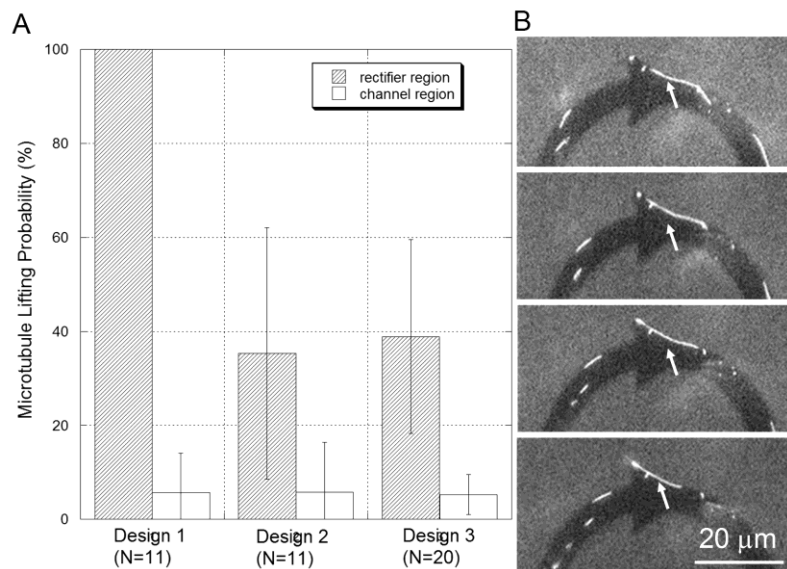 A
Microtubule Lifting Probability (%)
100
80
60
40
20
0
rectifier region
channel region
Design 1
(N=11)
Design 2
(N=11)
Design 3
(N=20)
B
20 μm